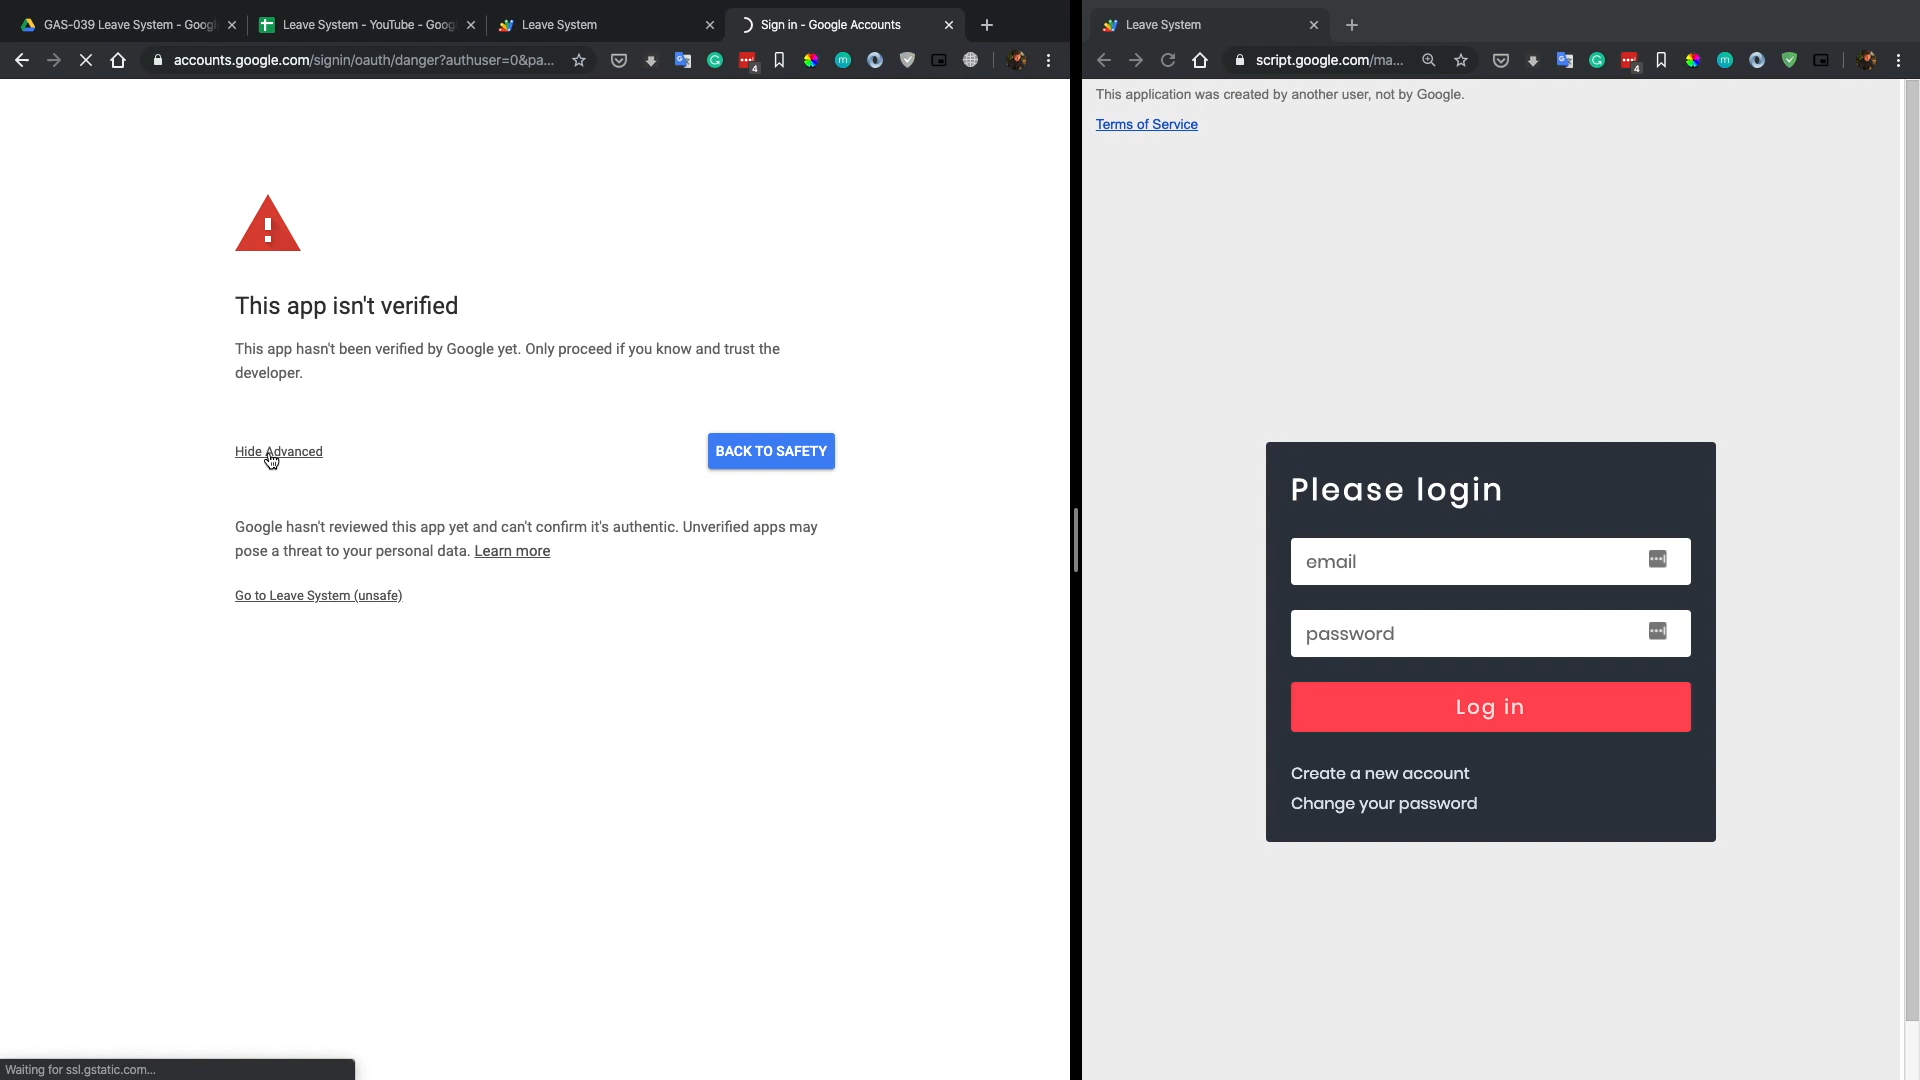 GAS-039 Leave System - Googl
Leave System - YouTube - Goog
Leave System
Sign in - Google Accounts
accounts.google.com/signin/oauth/danger?authuser=0&pa...
4
This app isn't verified
This app hasn't been verified by Google yet. Only proceed if you know and trust the
developer.
Hide Advanced
BACK TO SAFETY
Google hasn't reviewed this app yet and can't confirm it's authentic. Unverified apps may
pose a threat to your personal data. Learn more
Go to Leave System (unsafe)
Waiting for ssl.gstatic.com...
Leave System
script.google.com/ma...
4
This application was created by another user, not by Google.
Terms of Service
Please login
email
password
Log in
Create a new account
Change your password